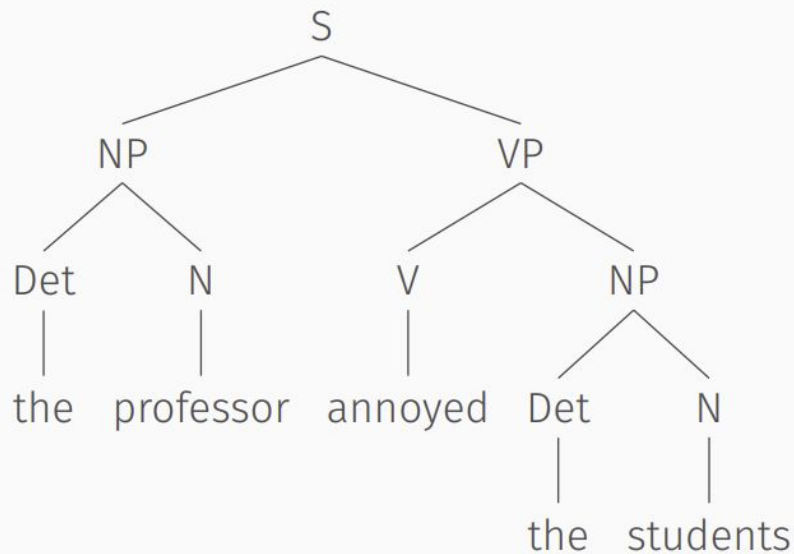 S
NP VP
Det N V NP
the professor annoyed Det N
the students